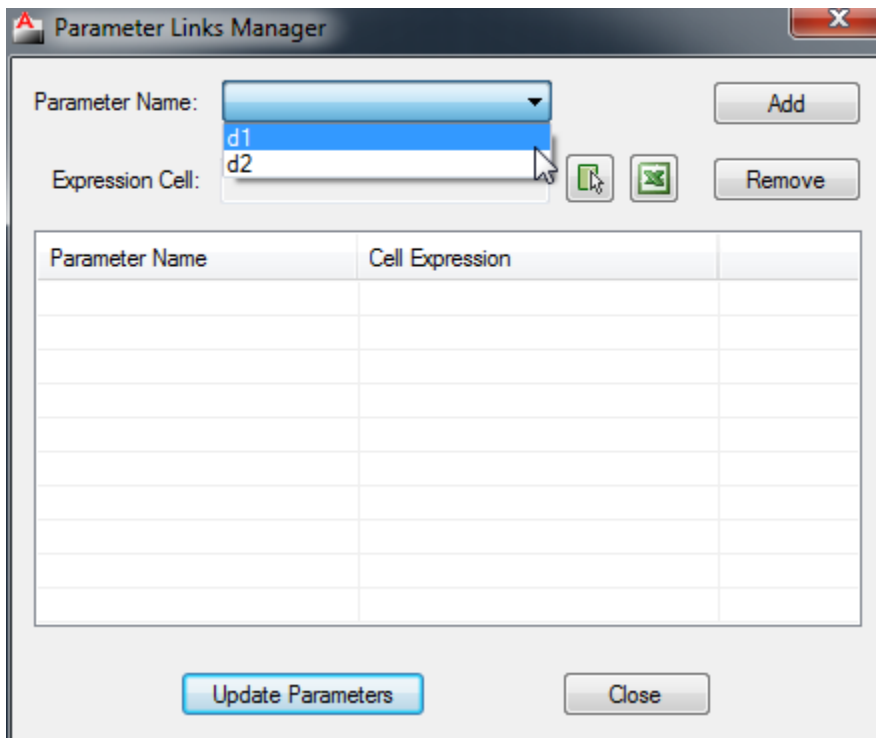 Parameter Links Manager
Parameter Name:
Add
d1
d2
Expression Cell:
Remove
Parameter Name Cell Expression
Update Parameters Close